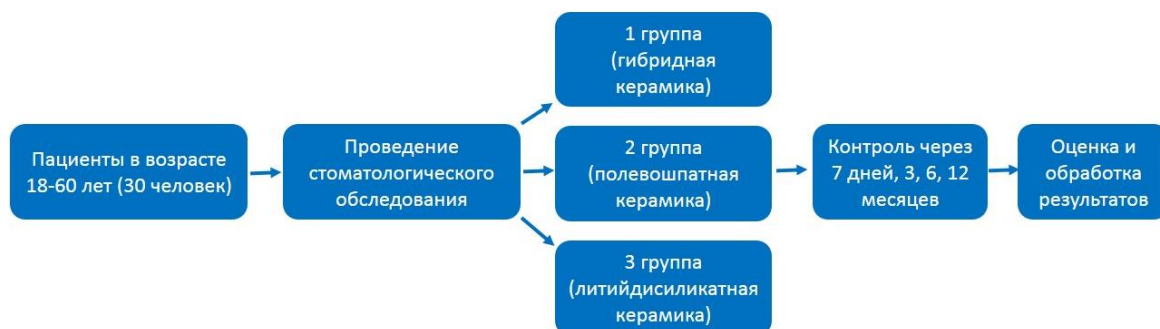 Пациенты в возрасте
18-60 лет (30 человек)
Проведение
стоматологического
обследования
1 группа
(гибридная
керамика)
2 группа
(полевошпатная
керамика)
3 группа
(литийдисиликатная
керамика)
Контроль через
7 дней, 3, 6, 12
месяцев
Оценка и
обработка
результатов